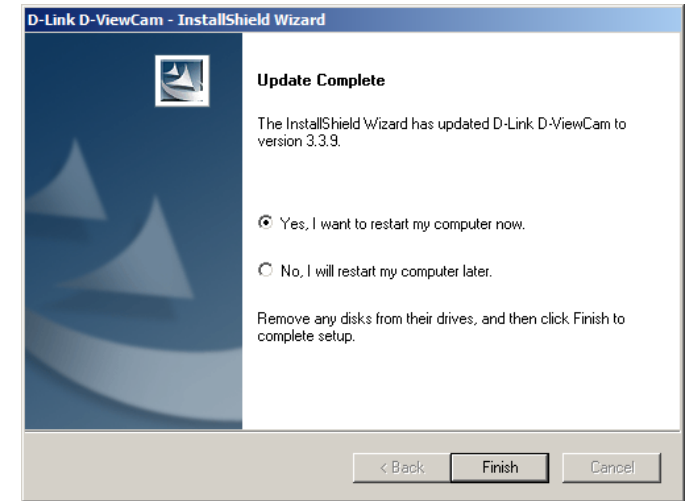 D-Link D-ViewCam - InstallShield Wizard
Update Complete
The InstallShield Wizard has updated D-Link D-ViewCam to
version 3.3.9.
Yes, I want to restart my computer now.
No, I will restart my computer later.
Remove any disks from their drives, and then click Finish to
complete setup.
< Back Finish Cancel